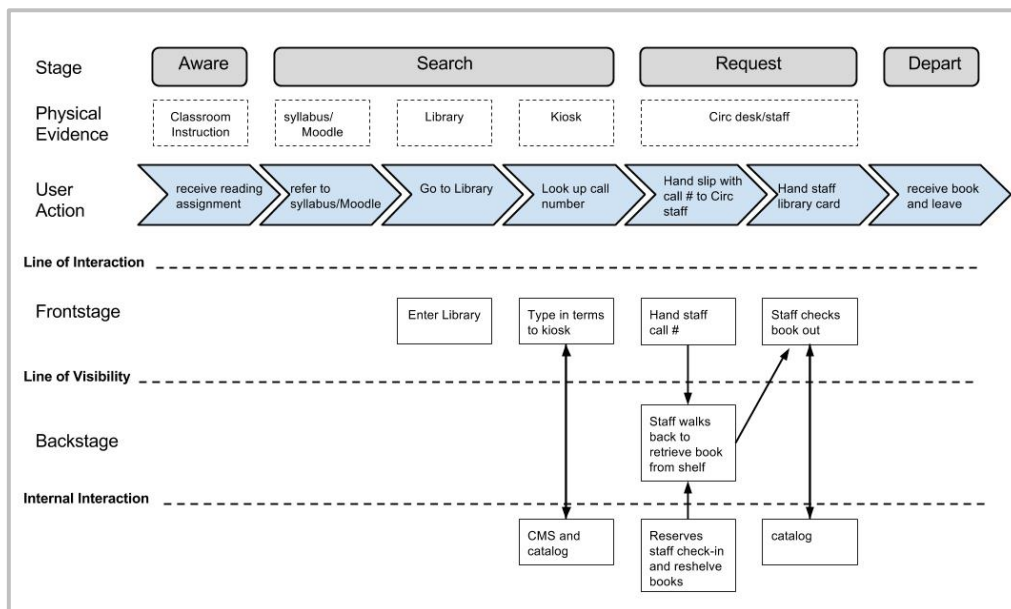 Stage
Aware
Search
Request
Depart
Physical
Evidence
Classroom
Instruction
syllabus/
Moodle
Library
Kiosk
Circ desk/staff
User
Action
receive reading
assignment
refer to
syllabus/Moodle
Go to Library
Look up call
number
Hand slip with
call # to Circ
staff
Hand staff
library card
receive book
and leave
Line of Interaction
Frontstage
Enter Library
Type in terms
to kiosk
Hand staff
call #
Staff checks
book out
Line of Visibility
Backstage
Staff walks
back to
retrieve book
from shelf
Internal Interaction
CMS and
catalog
Reserves
staff check-in
and reshelve
books
catalog